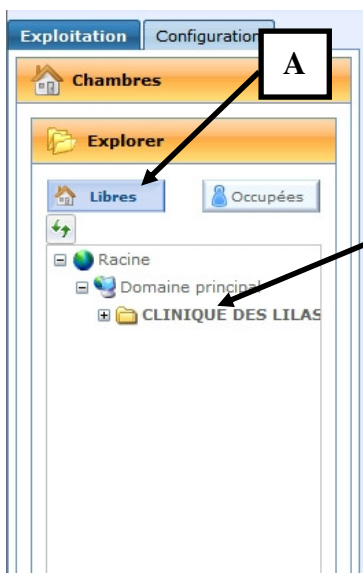 Exploitation
Configuration
A
Chambres
Explorer
Libres
Occupées
Racine
Domaine principal
CLINIQUE DES LILAS